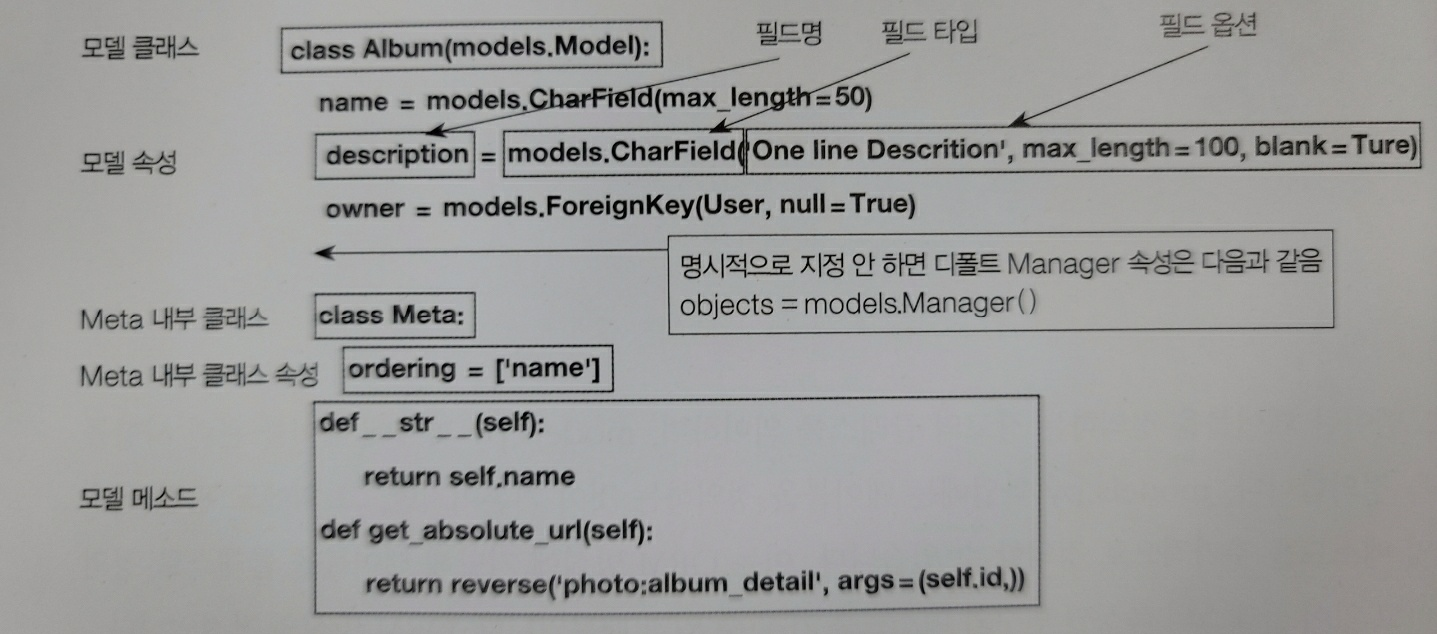 필드명 필드 타입 필드 옵션
모델 클래스 class Album(models.Model):
name = models.CharField(max_length=50)
모델 속성 description = models.CharField('One line Descrition', max_length=100, blank=Ture)
owner = models.ForeignKey(User, null=True)
명시적으로 지정 안 하면 디폴트 Manager 속성은 다음과 같음
objects = models.Manager()
Meta 내부 클래스 class Meta:
Meta 내부 클래스 속성 ordering = ['name']
def__str__(self):
return self.name
모델 메소드
def get_absolute_url(self):
return reverse('photo:album_detail', args=(self.id,))